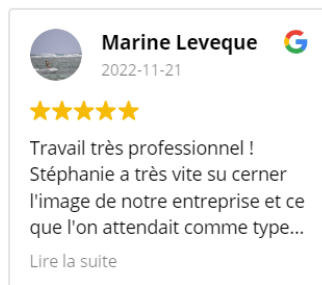 Marine Leveque
2022-11-21
Travail très professionnel !
Stéphanie a très vite su cerner
l'image de notre entreprise et ce
que l'on attendait comme type...
Lire la suite